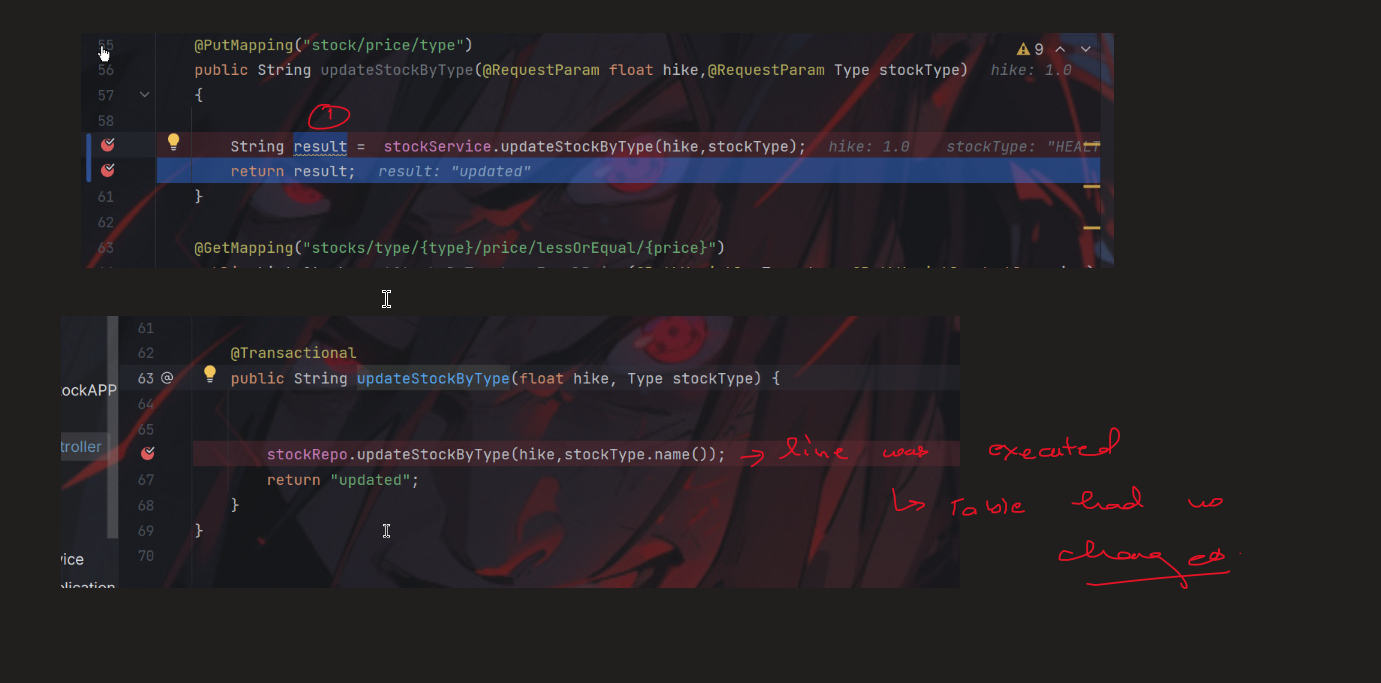 55 @PutMapping("stock/price/type") 9
56 public String updateStockByType(@RequestParam float hike,@RequestParam Type stockType) hike: 1.0
57 {
58
1
String result = stockService.updateStockByType(hike,stockType); hike: 1.0 stockType: "HEALT
return result; result: "updated"
61 }
62
63 @GetMapping("stocks/type/{type}/price/lessOrEqual/{price}")
61
62 @Transactional
63 @ public String updateStockByType(float hike, Type stockType) {
64
ockAPP
65
troller
stockRepo.updateStockByType(hike,stockType.name()); → line was executed
67 return "updated";
↳ Table had no
68 }
69 }
changes
70
vice
plication